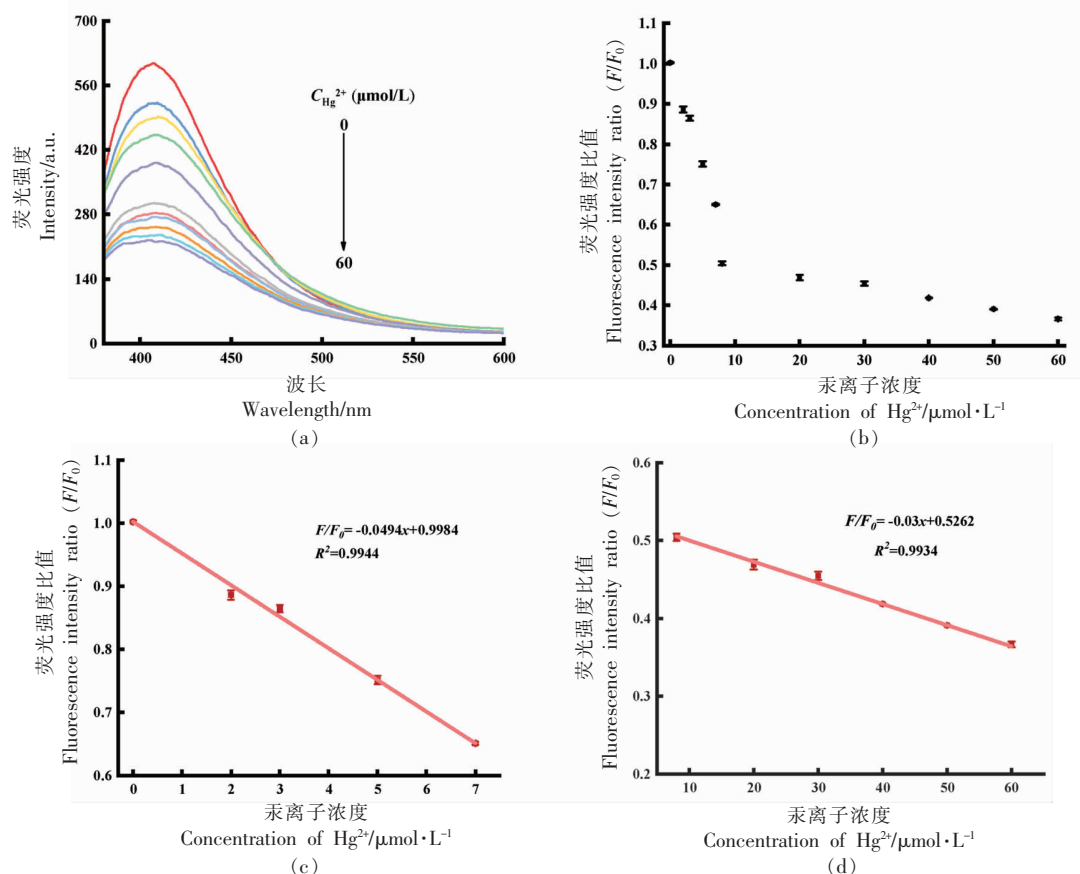 700
560
420
280
140
0
荧光强度
Intensity/a.u.
C_Hg²⁺ (μmol/L)
0
60
400 450 500 550 600
波长
Wavelength/nm
(a)
1.1
1.0
0.9
0.8
0.7
0.6
0.5
0.4
0.3
荧光强度比值
Fluorescence intensity ratio (F/F₀)
0 10 20 30 40 50 60
汞离子浓度
Concentration of Hg²⁺/μmol·L⁻¹
(b)
1.1
1.0
0.9
0.8
0.7
0.6
荧光强度比值
Fluorescence intensity ratio (F/F₀)
F/F₀= -0.0494x+0.9984
R²=0.9944
0 1 2 3 4 5 6 7
汞离子浓度
Concentration of Hg²⁺/μmol·L⁻¹
(c)
0.6
0.5
0.4
0.3
0.2
荧光强度比值
Fluorescence intensity ratio (F/F₀)
F/F₀= -0.03x+0.5262
R²=0.9934
10 20 30 40 50 60
汞离子浓度
Concentration of Hg²⁺/μmol·L⁻¹
(d)